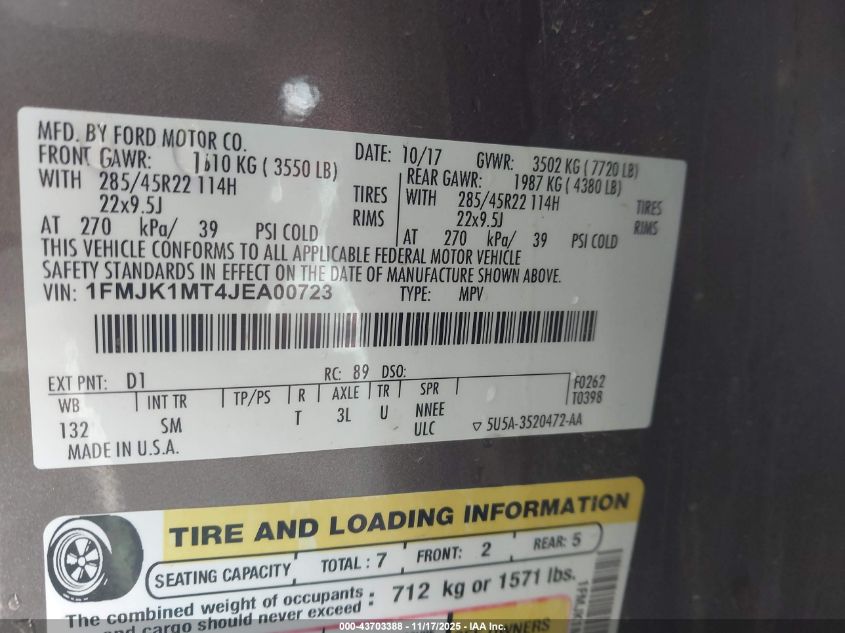 MFD. BY FORD MOTOR CO.
DATE: 10/17 GVWR: 3502 KG ( 7720 LB)
FRONT GAWR: 1610 KG ( 3550 LB) REAR GAWR: 1987 KG ( 4380 LB)
WITH 285/45R22 114H TIRES WITH 285/45R22 114H TIRES
22x9.5J RIMS 22x9.5J RIMS
AT 270 kPa/ 39 PSI COLD AT 270 kPa/ 39 PSI COLD
THIS VEHICLE CONFORMS TO ALL APPLICABLE FEDERAL MOTOR VEHICLE
SAFETY STANDARDS IN EFFECT ON THE DATE OF MANUFACTURE SHOWN ABOVE.
VIN: 1FMJK1MT4JEA00723 TYPE: MPV
EXT PNT: D1 RC: 89 DSO:
WB INT TR TP/PS R AXLE TR SPR F0262
132 SM T 3L U NNEE T0398
ULC ▽ 5U5A-3520472-AA
MADE IN U.S.A.
TIRE AND LOADING INFORMATION
SEATING CAPACITY TOTAL: 7 FRONT: 2 REAR: 5
The combined weight of occupants : 712 kg or 1571 lbs.
and cargo should never exceed
000-43703388 - 11/17/2025 - IAA Inc.